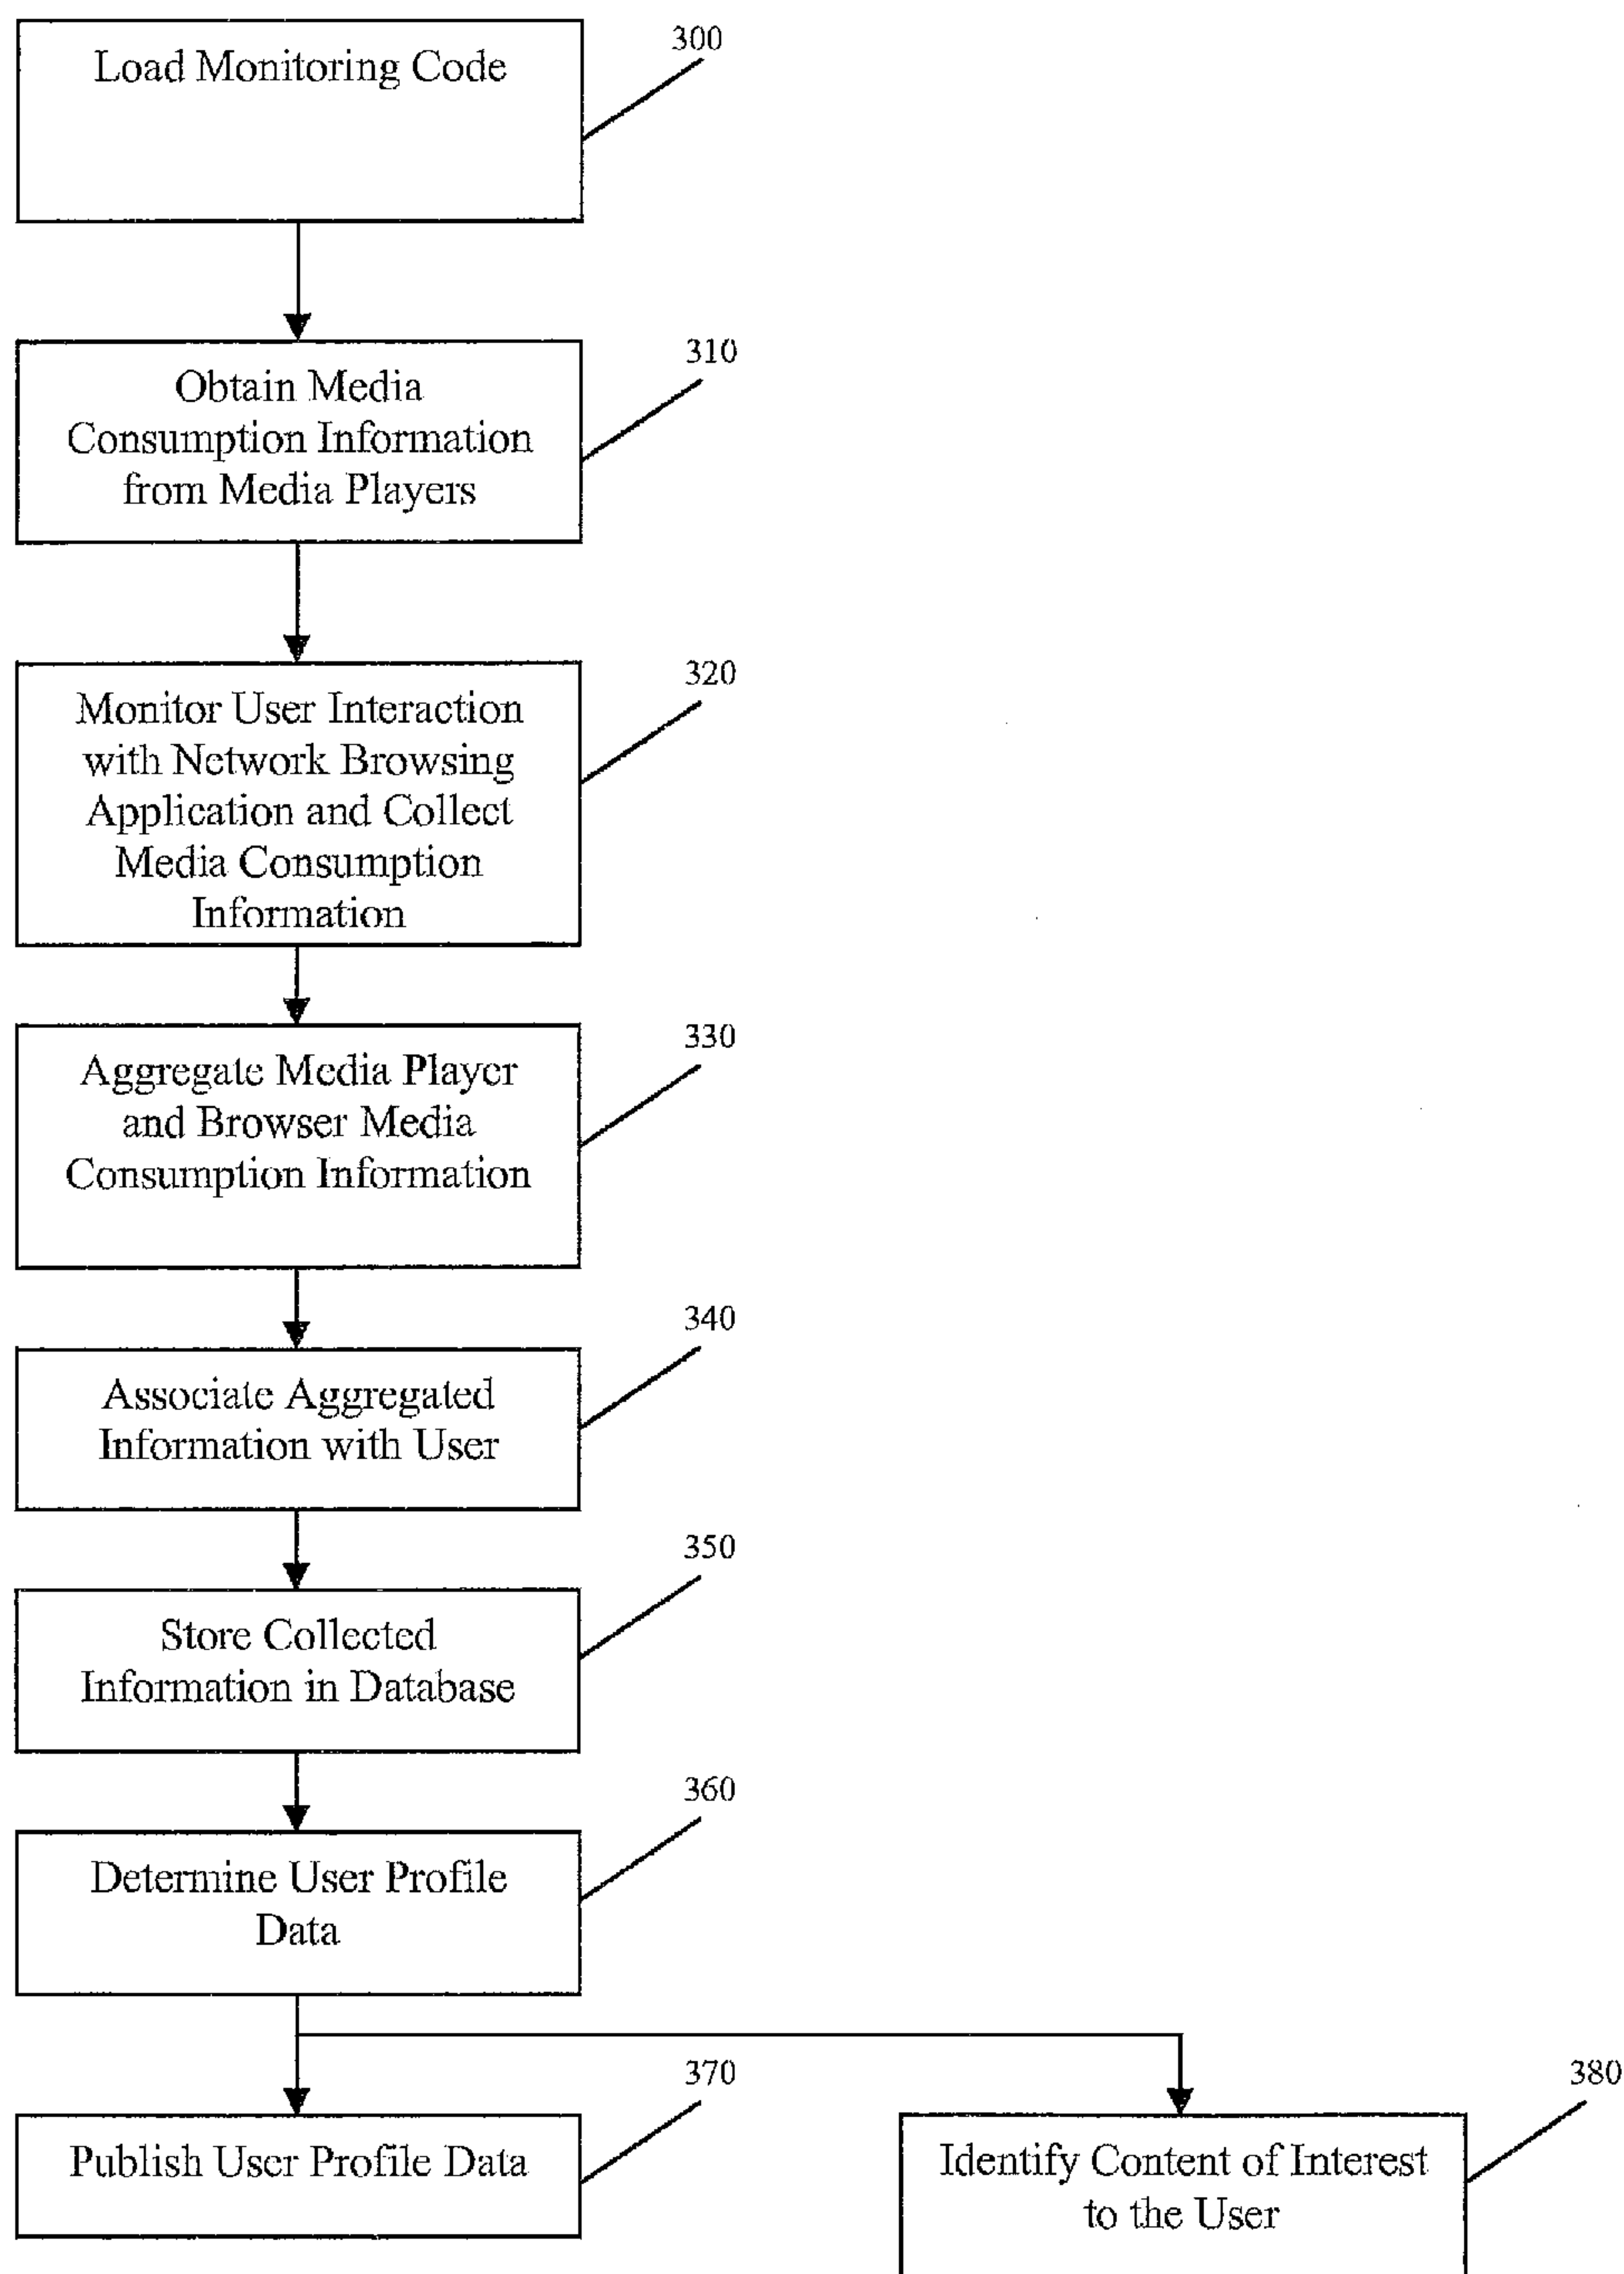 Load Monitoring Code
300
Obtain Media
Consumption Information
from Media Players
310
Monitor User Interaction
with Network Browsing
Application and Collect
Media Consumption
Information
320
Aggregate Media Player
and Browser Media
Consumption Information
330
Associate Aggregated
Information with User
340
Store Collected
Information in Database
350
Determine User Profile
Data
360
Publish User Profile Data
370
Identify Content of Interest
to the User
380